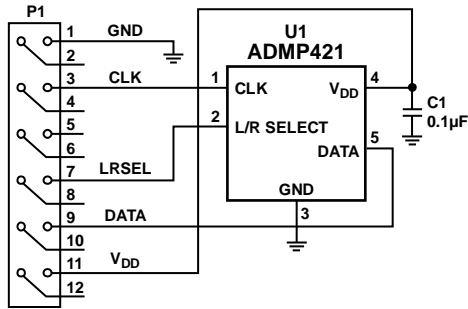 P1
1 GND
2
3 CLK
4
5
6
7 LRSEL
8
9 DATA
10
11 VDD
12
U1
ADMP421
1 CLK
2 L/R SELECT
VDD 4
DATA 5
GND
3
C1
0.1µF